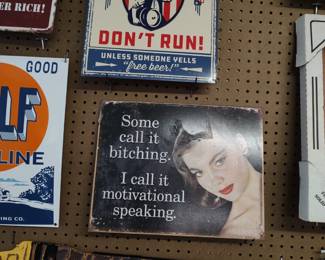 ER RICH!
DON'T RUN!
UNLESS SOMEONE YELLS
"free beer!"
GOOD
LF
LINE
NG CO.
Some
call it
bitching.
I call it
motivational
speaking.